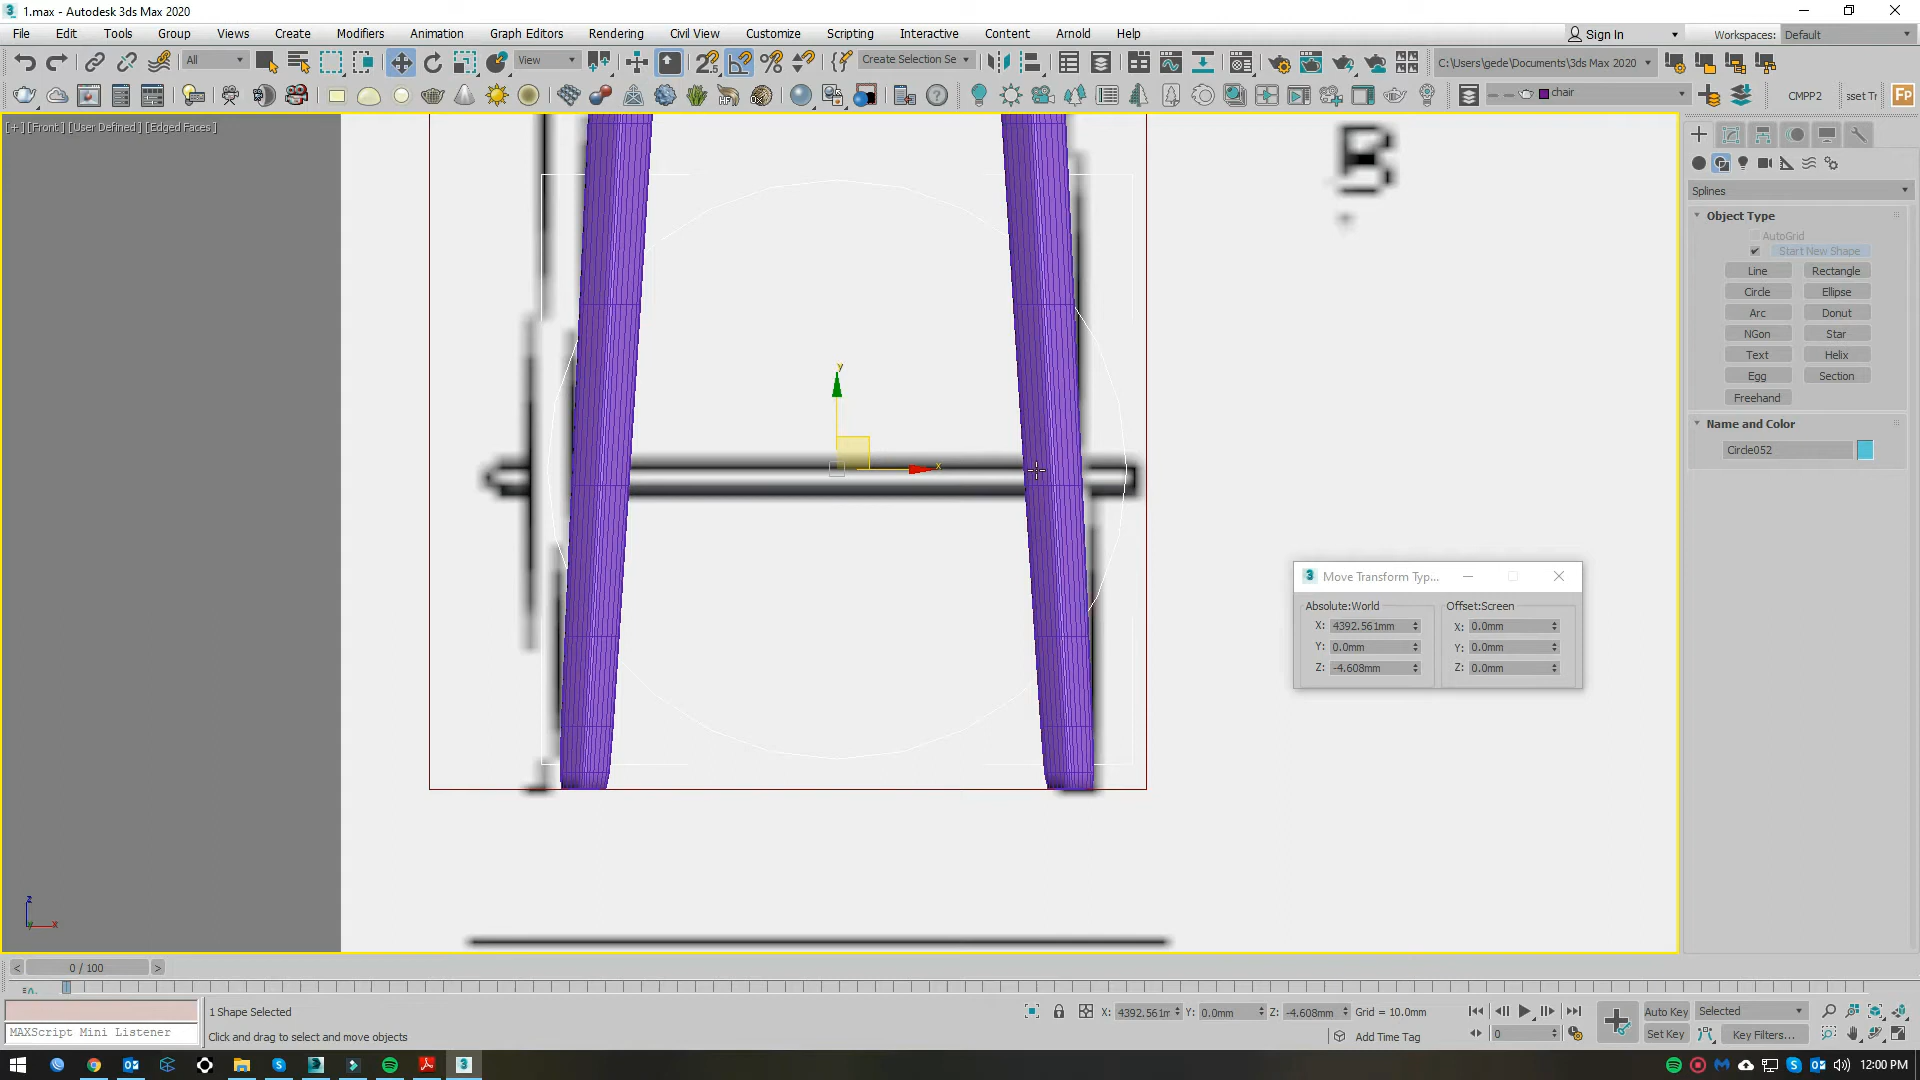 1.max - Autodesk 3ds Max 2020
File Edit Tools Group Views Create Modifiers Animation Graph Editors Rendering Civil View Customize Scripting Interactive Content Arnold Help Sign In Workspaces: Default
All View Create Selection Se C:\Users\gede\Documents\3ds Max 2020
chair CMPP2 sset Tr Fp
[+] [Front] [User Defined] [Edged Faces]
B
Splines
Object Type
AutoGrid
Start New Shape
Line Rectangle
Circle Ellipse
Arc Donut
NGon Star
Text Helix
Egg Section
Freehand
Name and Color
Circle052
y
x
Move Transform Typ...
Absolute:World Offset:Screen
X: 4392.561mm X: 0.0mm
Y: 0.0mm Y: 0.0mm
Z: -4.608mm Z: 0.0mm
z
y x
0 / 100
1 Shape Selected X: 4392.561m Y: 0.0mm Z: -4.608mm Grid = 10.0mm Auto Key Selected
MAXScript Mini Listener Click and drag to select and move objects Add Time Tag 0 Set Key Key Filters...
12:00 PM